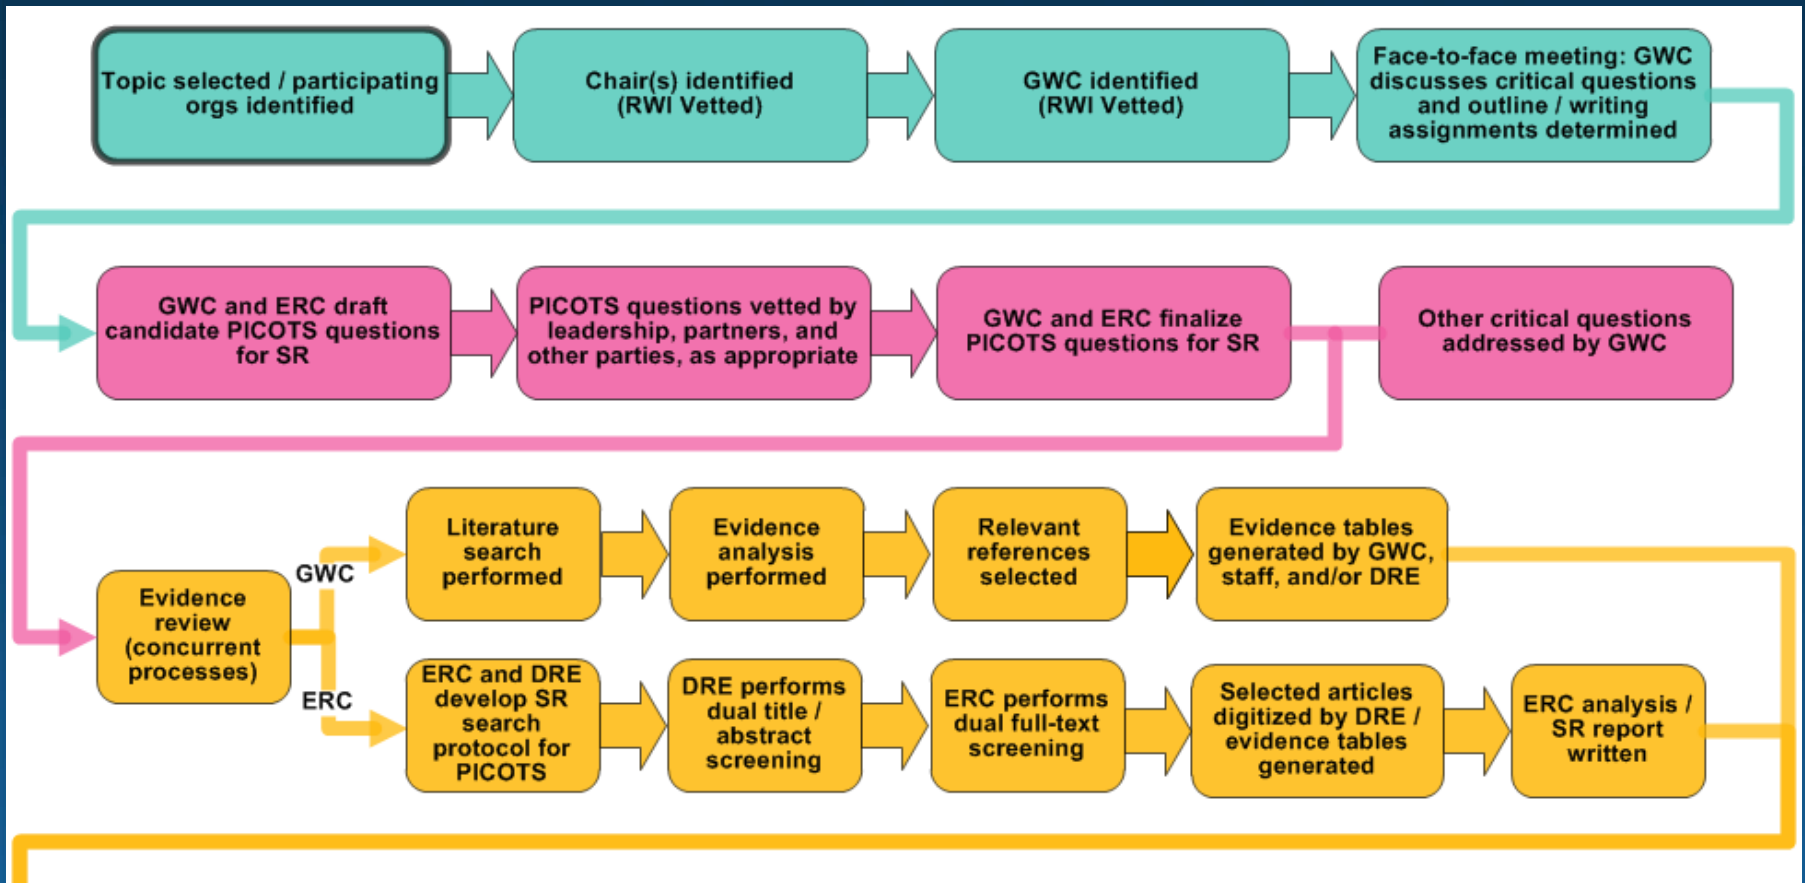 Topic selected / participating
orgs identified
Chair(s) identified
(RWI Vetted)
GWC identified
(RWI Vetted)
Face-to-face meeting: GWC
discusses critical questions
and outline / writing
assignments determined
GWC and ERC draft
candidate PICOTS questions
for SR
PICOTS questions vetted by
leadership, partners, and
other parties, as appropriate
GWC and ERC finalize
PICOTS questions for SR
Other critical questions
addressed by GWC
Evidence
review
(concurrent
processes)
GWC
Literature
search
performed
Evidence
analysis
performed
Relevant
references
selected
Evidence tables
generated by GWC,
staff, and/or DRE
ERC
ERC and DRE
develop SR
search
protocol for
PICOTS
DRE performs
dual title /
abstract
screening
ERC performs
dual full-text
screening
Selected articles
digitized by DRE /
evidence tables
generated
ERC analysis /
SR report
written